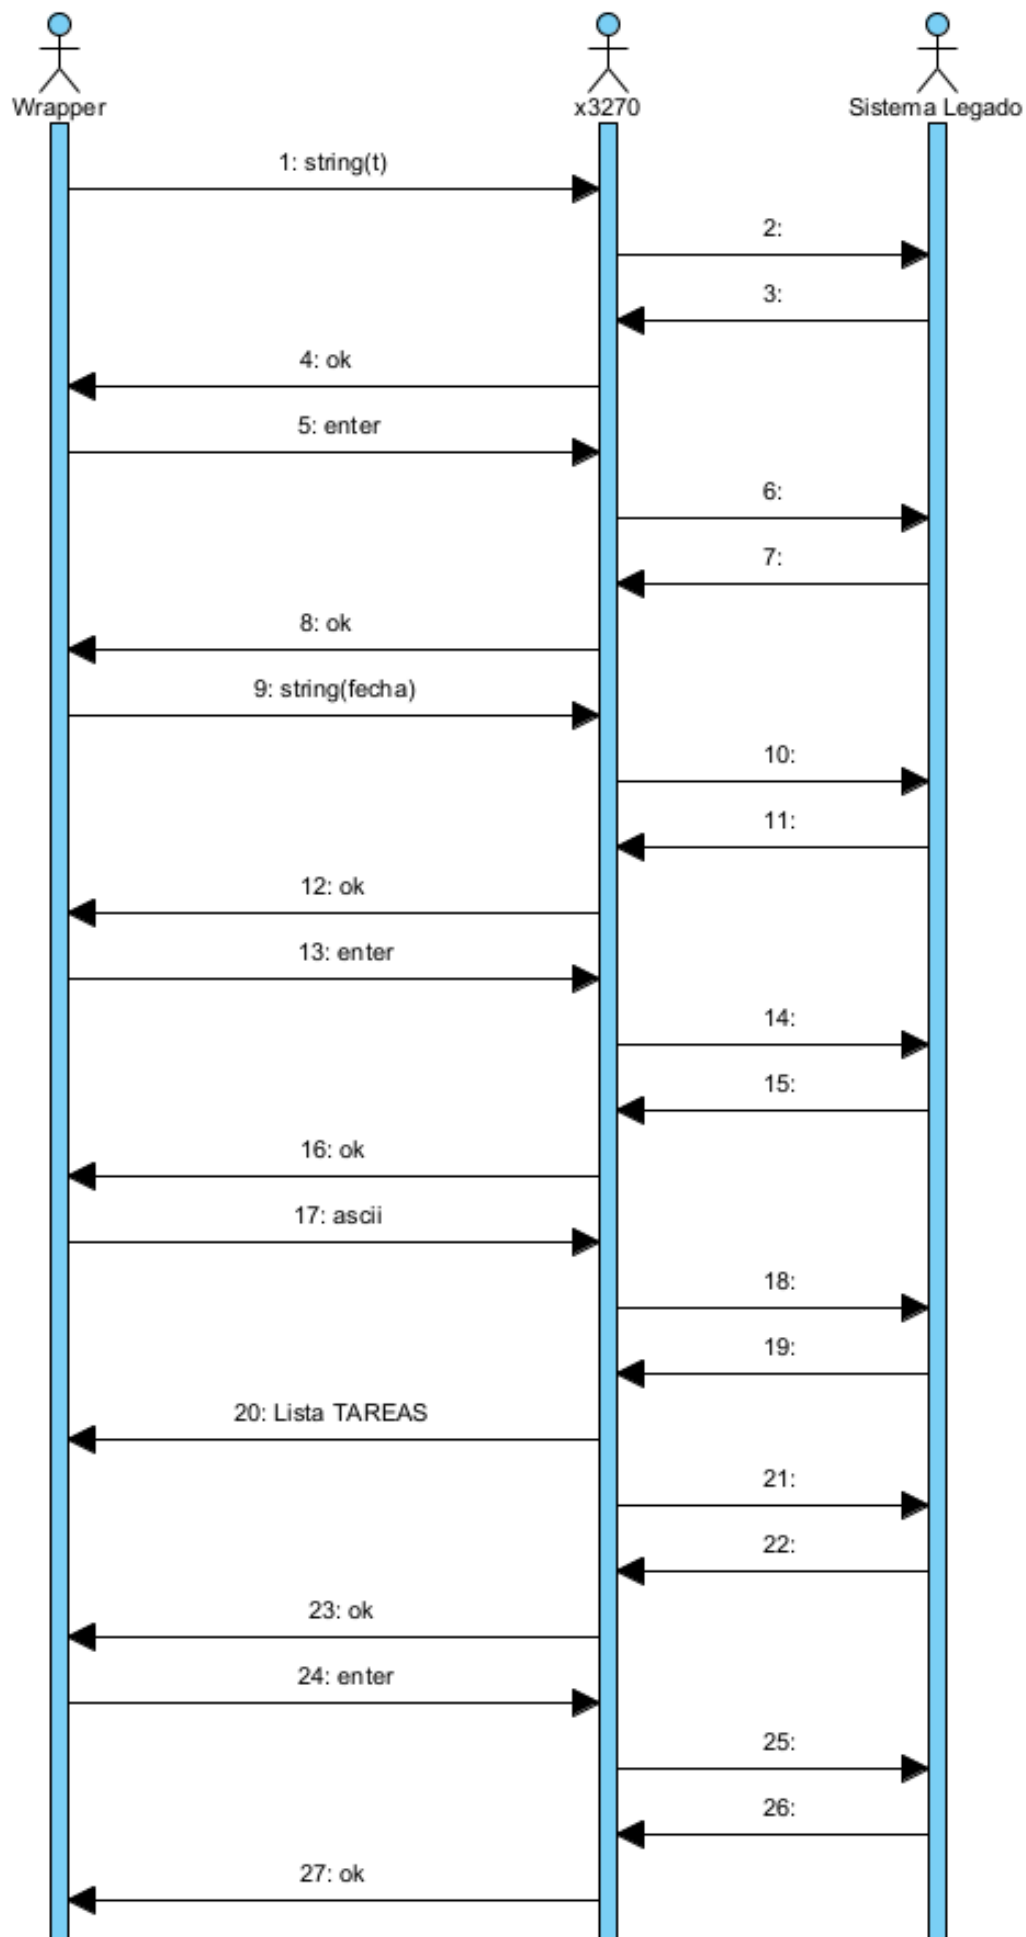 Wrapper
x3270
Sistema Legado
1: string(t)
2:
3:
4: ok
5: enter
6:
7:
8: ok
9: string(fecha)
10:
11:
12: ok
13: enter
14:
15:
16: ok
17: ascii
18:
19:
20: Lista TAREAS
21:
22:
23: ok
24: enter
25:
26:
27: ok